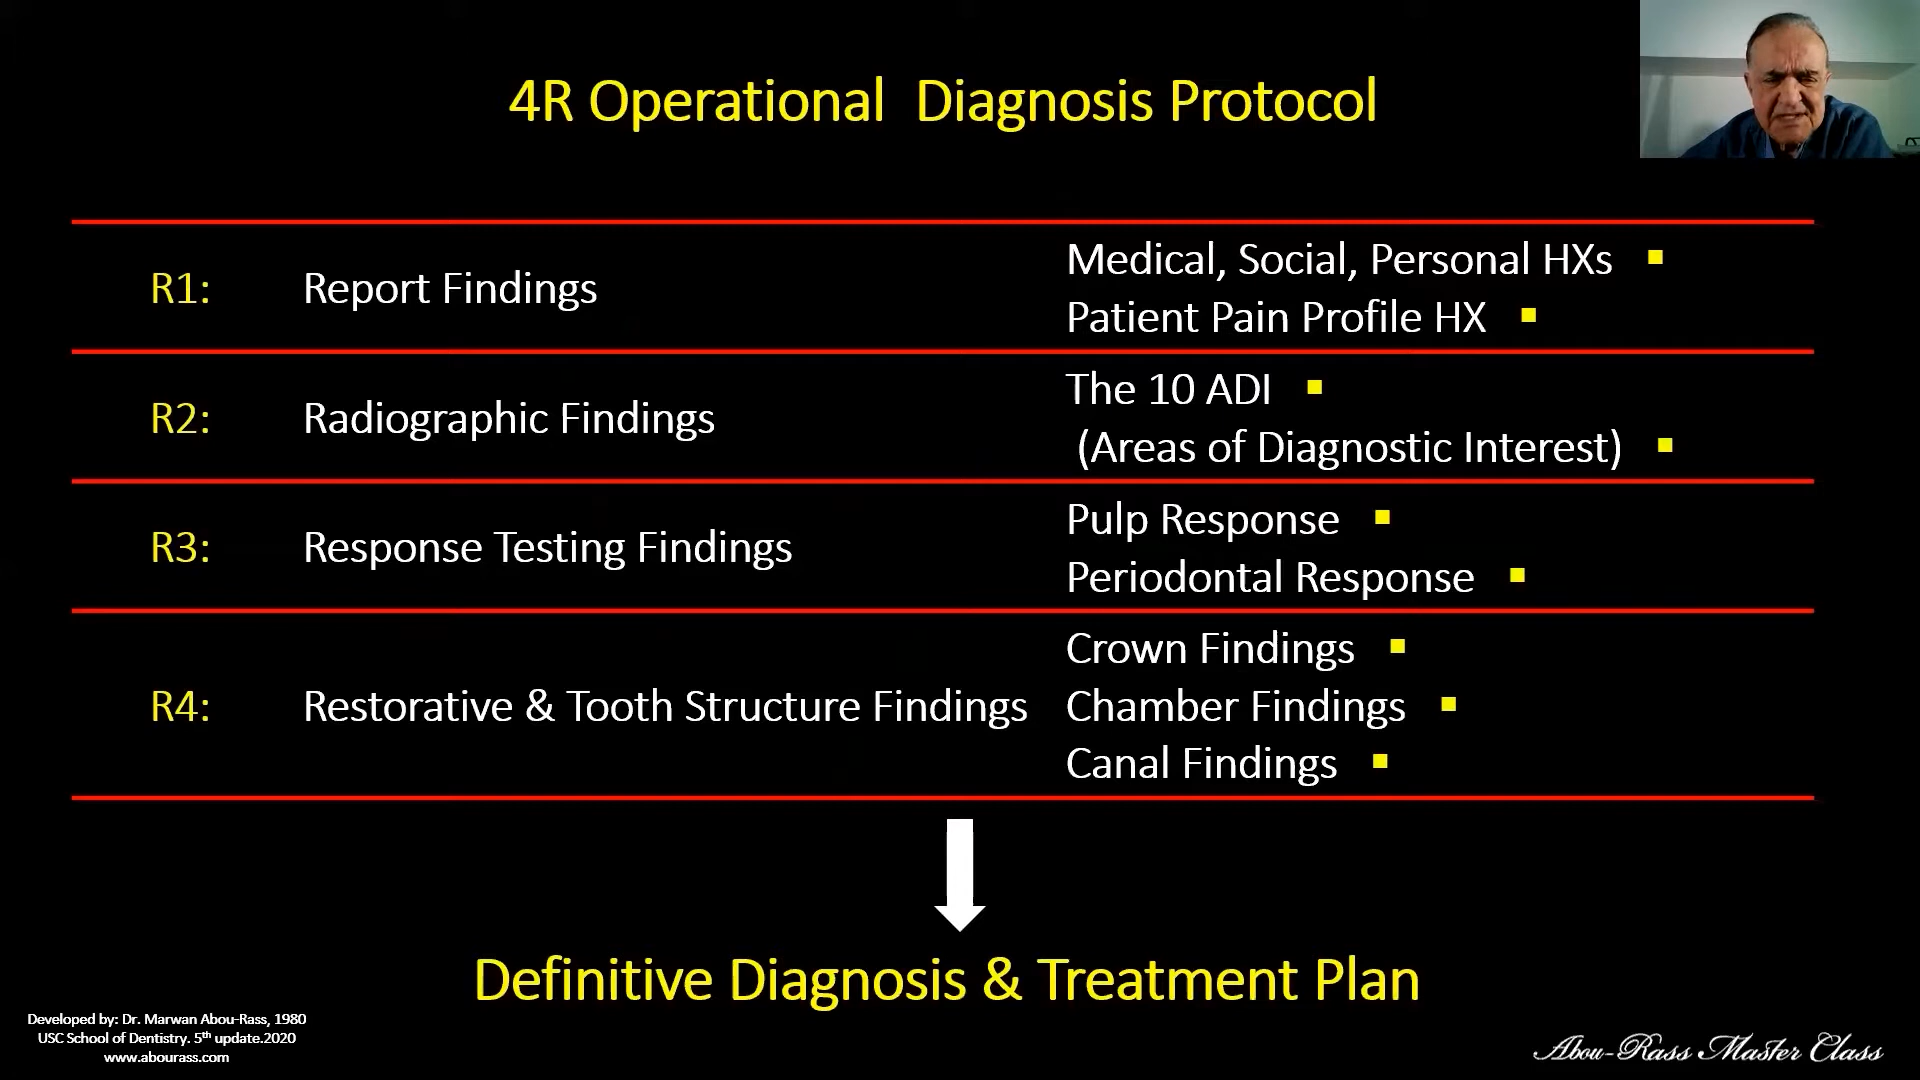 4R Operational Diagnosis Protocol
R1: Report Findings
Medical, Social, Personal HXs
Patient Pain Profile HX
R2: Radiographic Findings
The 10 ADI
(Areas of Diagnostic Interest)
R3: Response Testing Findings
Pulp Response
Periodontal Response
R4: Restorative & Tooth Structure Findings
Crown Findings
Chamber Findings
Canal Findings
Definitive Diagnosis & Treatment Plan
Developed by: Dr. Marwan Abou-Rass, 1980
USC School of Dentistry. 5th update.2020
www.abourass.com
Abou-Rass Master Class